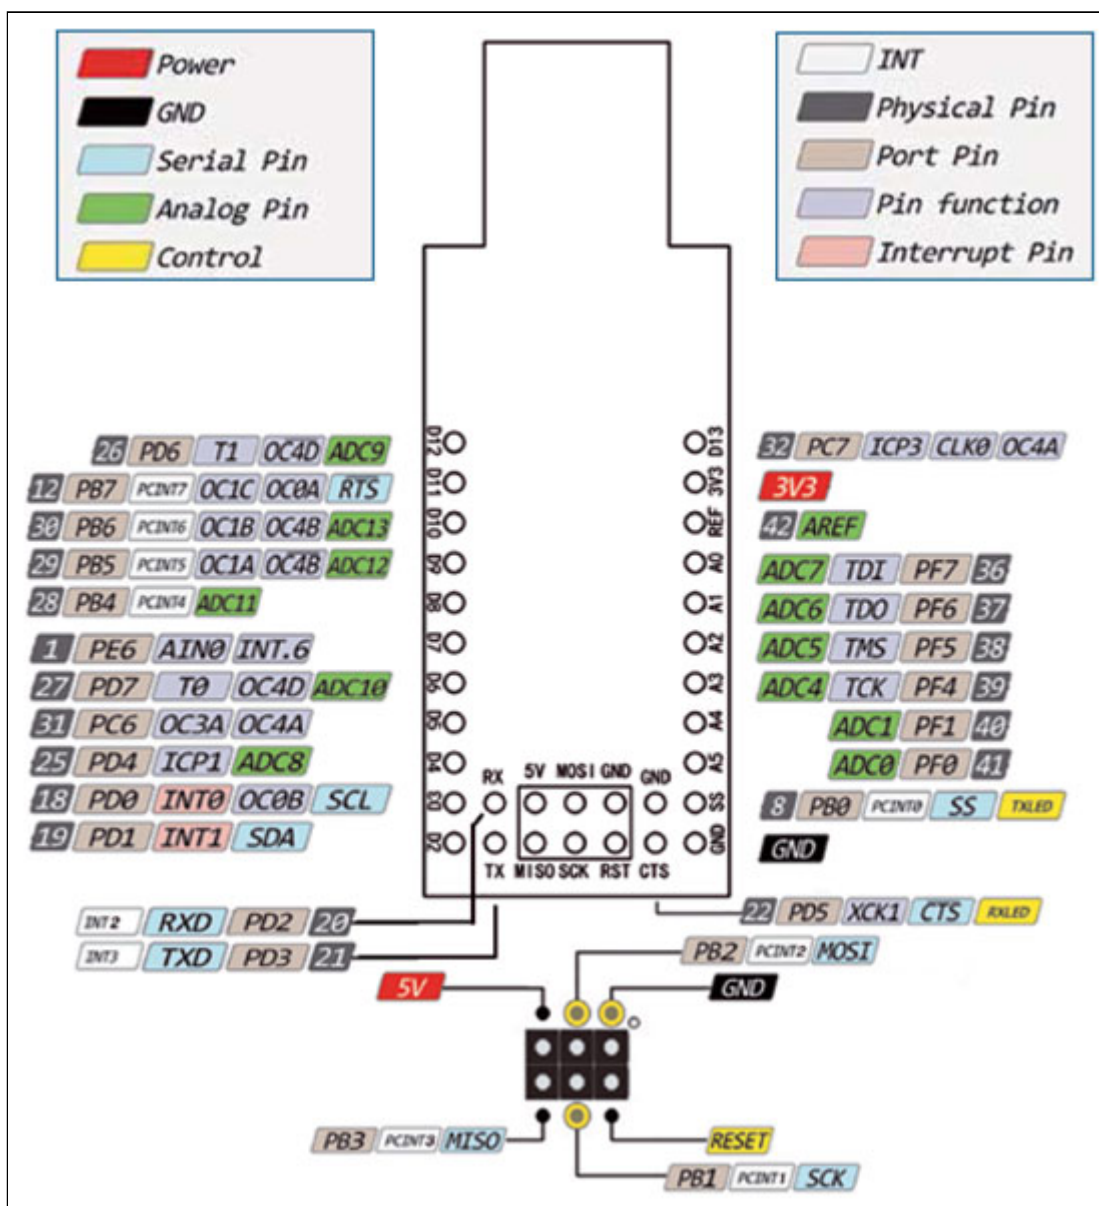 Power
GND
Serial Pin
Analog Pin
Control
INT
Physical Pin
Port Pin
Pin function
Interrupt Pin
26 PD6 T1 OC4D ADC9
12 PB7 PCINT7 OC1C OC0A RTS
30 PB6 PCINT6 OC1B OC4B ADC13
29 PB5 PCINT5 OC1A OC4B ADC12
28 PB4 PCINT4 ADC11
1 PE6 AIN0 INT.6
27 PD7 T0 OC4D ADC10
31 PC6 OC3A OC4A
25 PD4 ICP1 ADC8
18 PD0 INT0 OC0B SCL
19 PD1 INT1 SDA
D12
D11
D10
D9
D8
D7
D6
D5
D4
D3
D2
RX 5V MOSI GND GND
TX MISO SCK RST CTS
D13
3V3
REF
A0
A1
A2
A3
A4
A5
SS
GND
32 PC7 ICP3 CLK0 OC4A
3V3
42 AREF
ADC7 TDI PF7 36
ADC6 TDO PF6 37
ADC5 TMS PF5 38
ADC4 TCK PF4 39
ADC1 PF1 40
ADC0 PF0 41
8 PB0 PCINT0 SS TXLED
GND
INT2 RXD PD2 20
INT3 TXD PD3 21
22 PD5 XCK1 CTS RXLED
PB2 PCINT2 MOSI
5V
GND
PB3 PCINT3 MISO
RESET
PB1 PCINT1 SCK